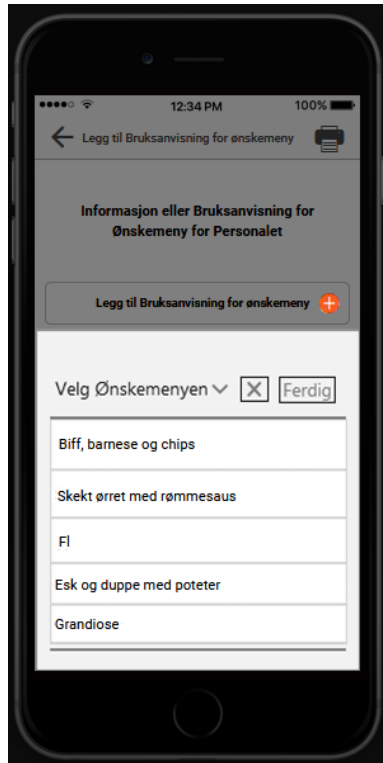 12:34 PM 100%
Legg til Bruksanvisning for ønskemeny
Informasjon eller Bruksanvisning for
Ønskemeny for Personalet
Legg til Bruksanvisning for ønskemeny
Velg Ønskemenyen X Ferdig
Biff, barnese og chips
Skekt ørret med rømmesaus
Fl
Esk og duppe med poteter
Grandiose